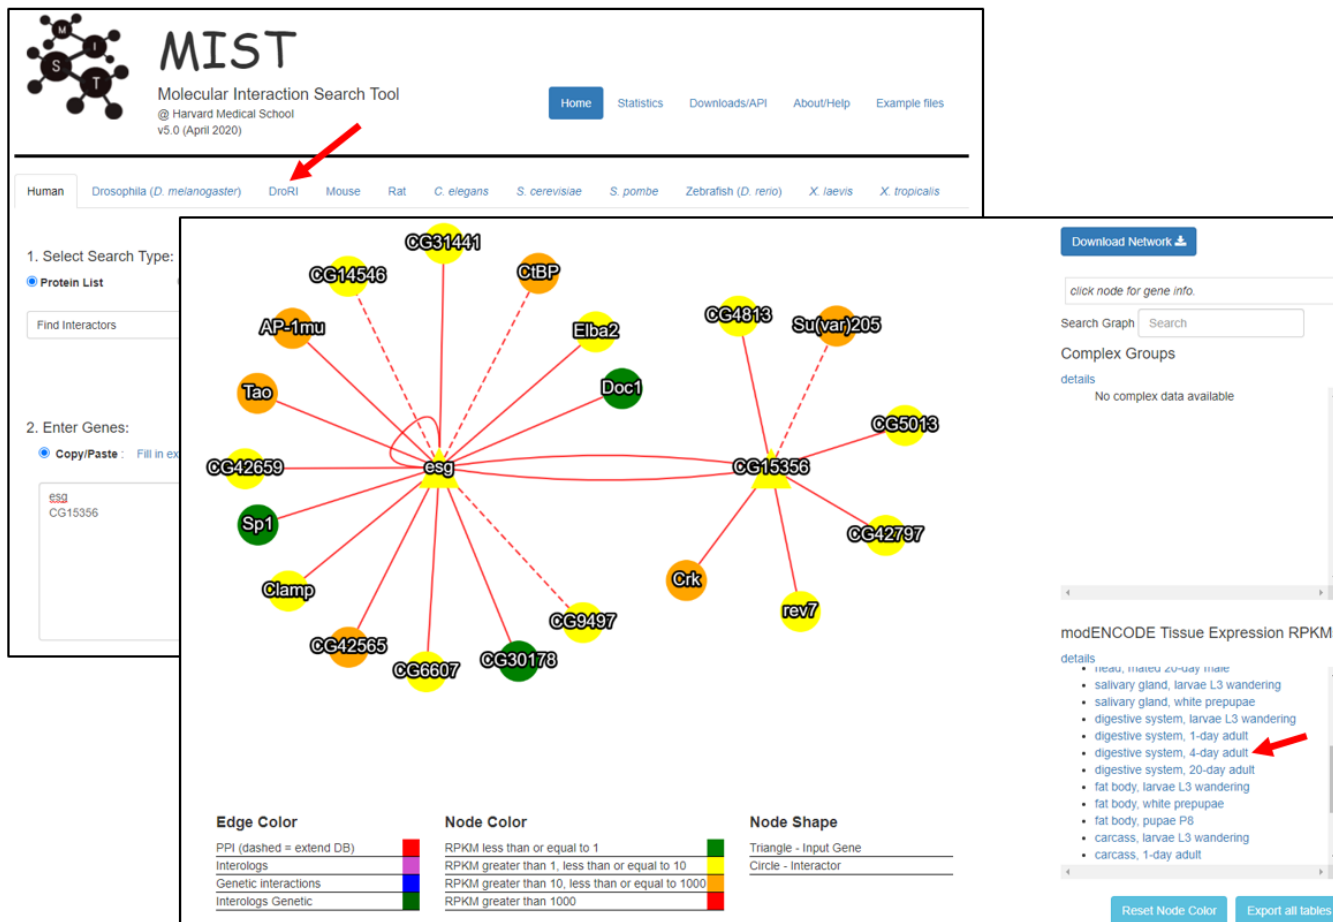 M
I
S
T
MIST
Molecular Interaction Search Tool
@ Harvard Medical School
v5.0 (April 2020)
Home Statistics Downloads/API About/Help Example files
Human Drosophila (D. melanogaster) DroRI Mouse Rat C. elegans S. cerevisiae S. pombe Zebrafish (D. rerio) X. laevis X. tropicalis
1. Select Search Type:
Protein List
Find Interactors
2. Enter Genes:
Copy/Paste : Fill in ex
esg
CG15356
CG31441
CG14546
CtBP
AP-1mu
Elba2
Tao
Doc1
CG42659
esg
Sp1
Clamp
CG42565
CG6607
CG30178
CG9497
CG4813
Su(var)205
CG5013
CG15356
CG42797
Crk
rev7
Download Network
click node for gene info.
Search Graph Search
Complex Groups
details
No complex data available
modENCODE Tissue Expression RPKM
details
head, mated 20-day male
salivary gland, larvae L3 wandering
salivary gland, white prepupae
digestive system, larvae L3 wandering
digestive system, 1-day adult
digestive system, 4-day adult
digestive system, 20-day adult
fat body, larvae L3 wandering
fat body, white prepupae
fat body, pupae P8
carcass, larvae L3 wandering
carcass, 1-day adult
Reset Node Color Export all tables
Edge Color
PPI (dashed = extend DB)
Interologs
Genetic interactions
Interologs Genetic
Node Color
RPKM less than or equal to 1
RPKM greater than 1, less than or equal to 10
RPKM greater than 10, less than or equal to 1000
RPKM greater than 1000
Node Shape
Triangle - Input Gene
Circle - Interactor